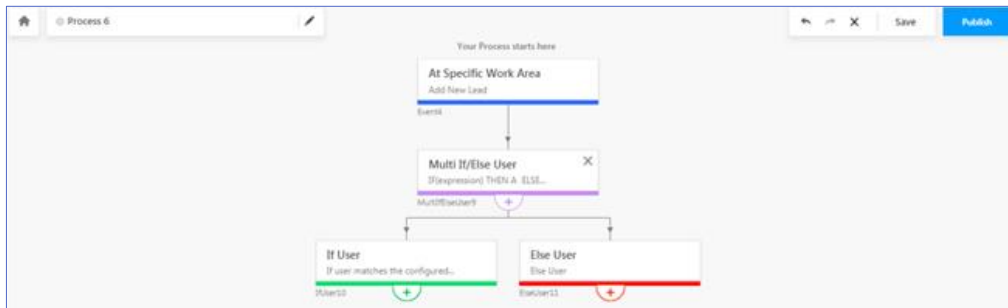 Process 6
Save
Publish
Your Process starts here
At Specific Work Area
Add New Lead
Event4
Multi If/Else User
IF(expression) THEN A ELSE...
MultiIfElseUser9
If User
If user matches the configured...
IfUser10
Else User
Else User
ElseUser11